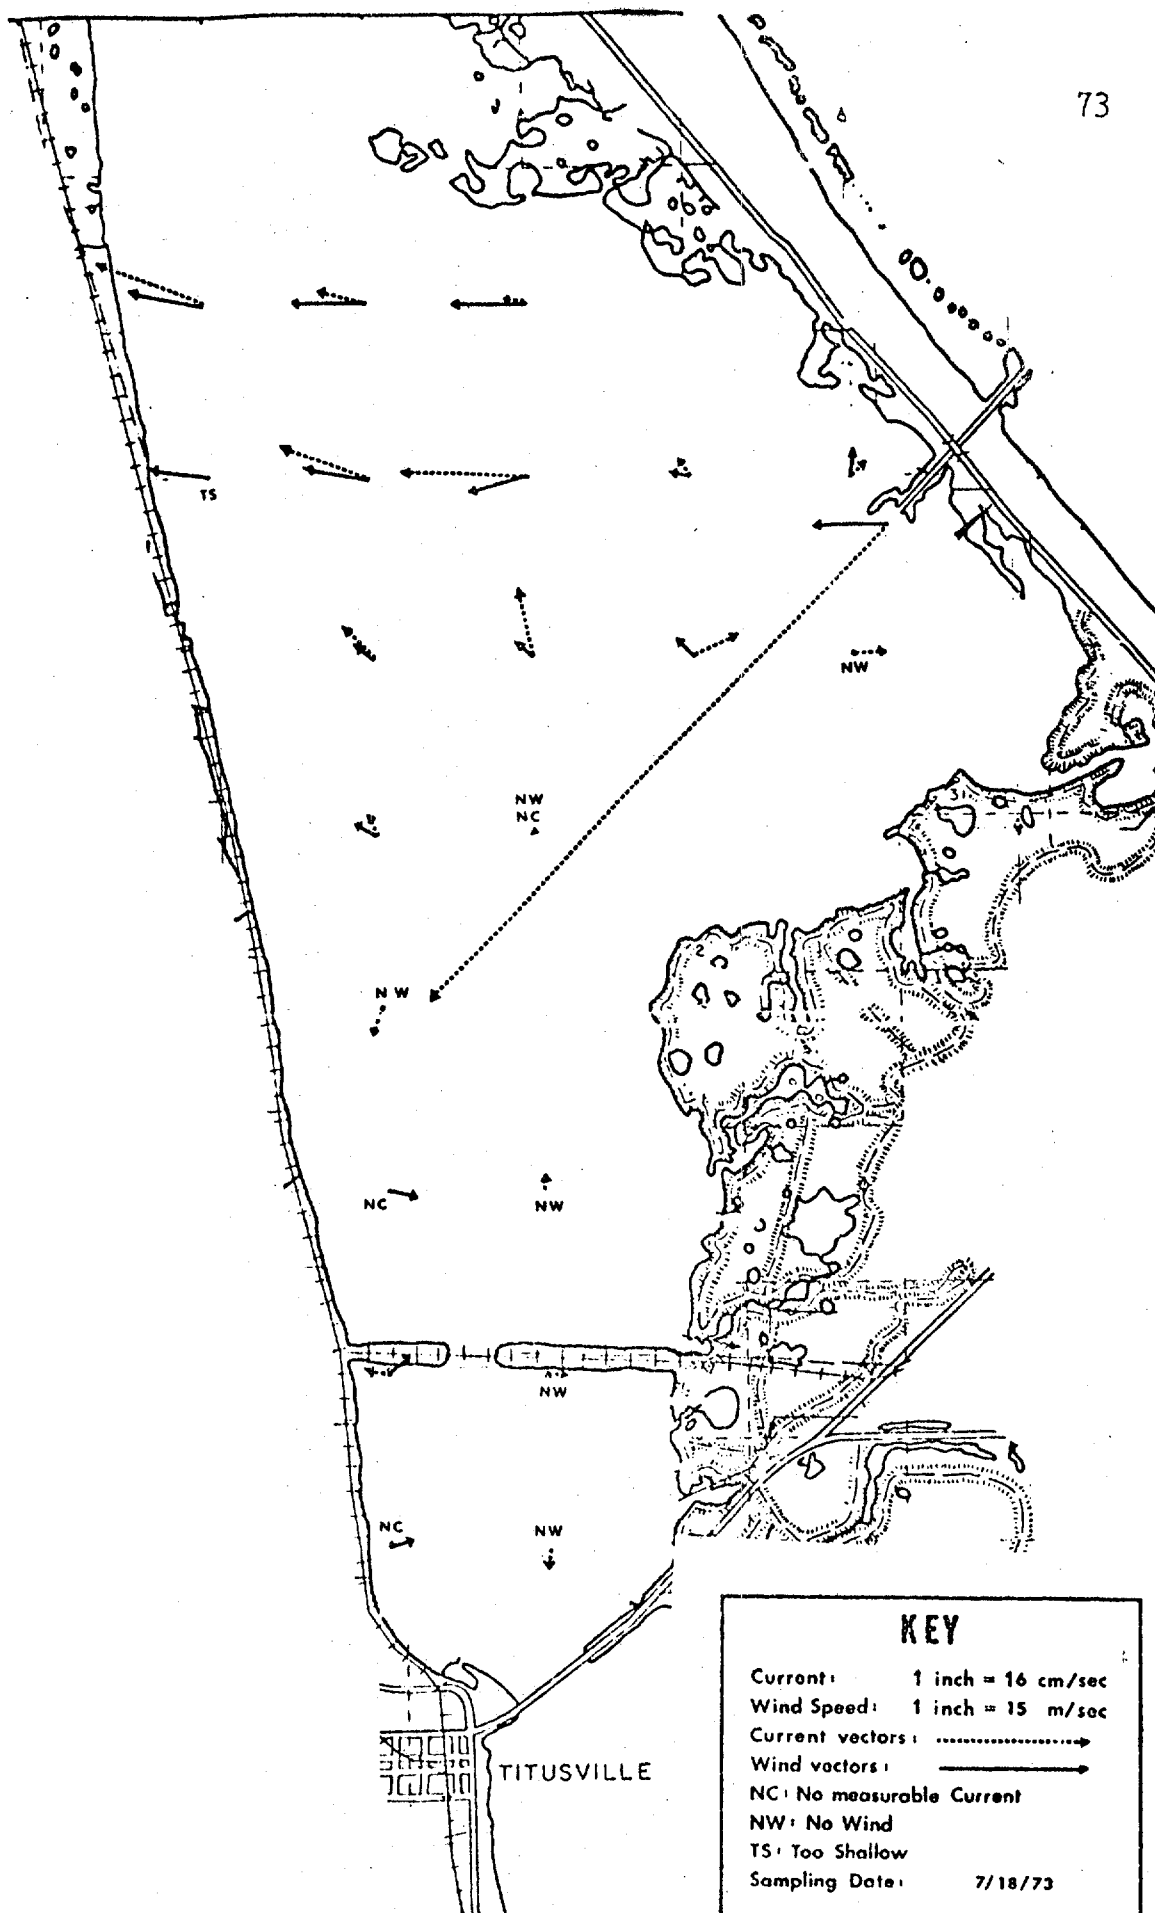 73
TS
NW
NW
NC
31
2
N W
NC
NW
NW
NC
NW
KEY
Current: 1 inch = 16 cm/sec
Wind Speed: 1 inch = 15 m/sec
Current vectors:
Wind vectors:
NC: No measurable Current
NW: No Wind
TS: Too Shallow
Sampling Date: 7/18/73
TITUSVILLE